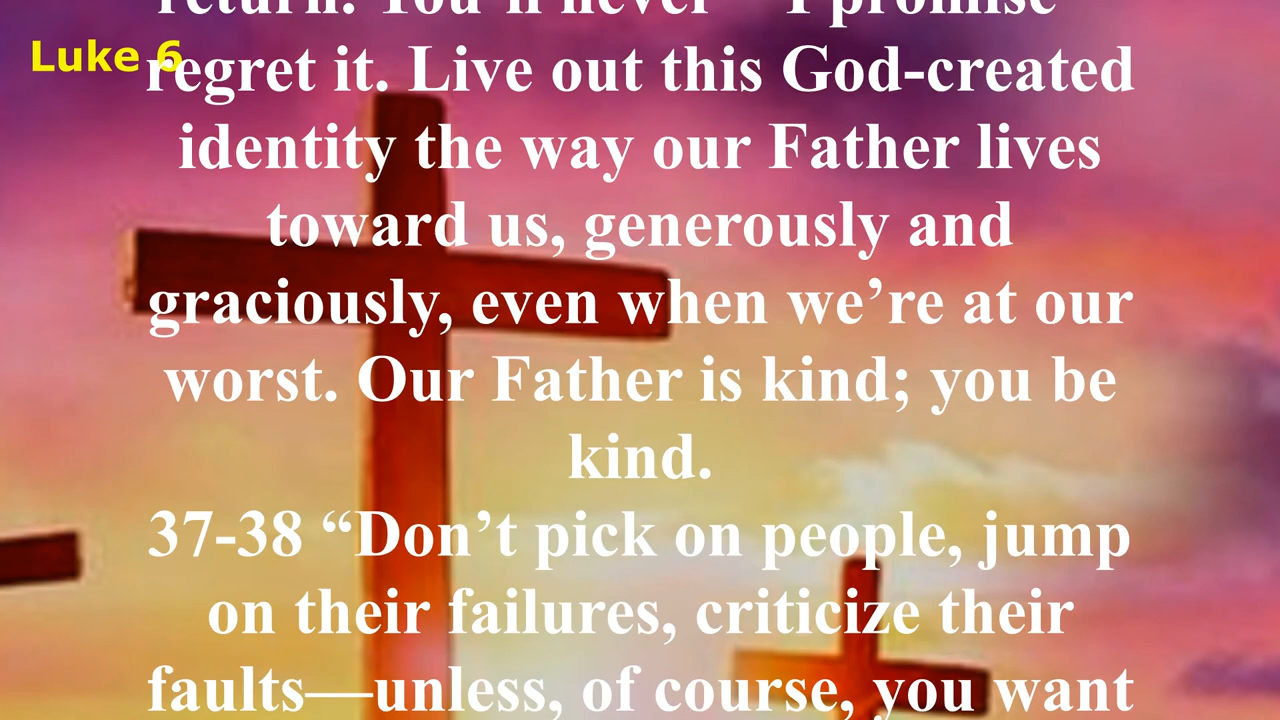 return. You'll never—I promise—
Luke 6
regret it. Live out this God-created
identity the way our Father lives
toward us, generously and
graciously, even when we’re at our
worst. Our Father is kind; you be
kind.
37-38 “Don’t pick on people, jump
on their failures, criticize their
faults—unless, of course, you want